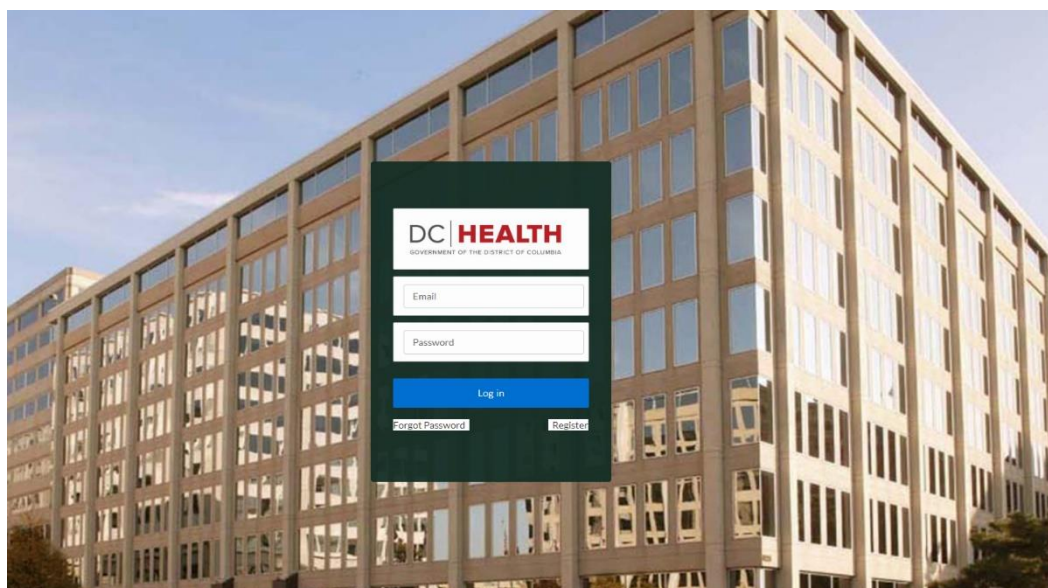 DC HEALTH
GOVERNMENT OF THE DISTRICT OF COLUMBIA
Email
Password
Log in
Forgot Password Register